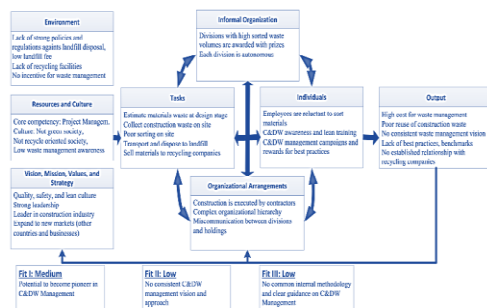 Environment
Lack of strong policies and
regulations againts landfill disposal,
low landfill fee
Lack of recycling facilities
No incentive for waste management
Informal Organization
Divisions with high sorted waste
volumes are awarded with prizes
Each division is autonomous
Resources and Culture
Core competency: Project Managem.
Culture: Not green society,
Not recycle oriented society,
Low waste management awareness
Tasks
Estimate materials waste at design stage
Collect construction waste on site
Poor sorting on site
Transport and dispose to landfill
Sell materials to recycling companies
Individuals
Employees are reluctant to sort
materials
C&DW awareness and lean training
C&DW management campaigns and
rewards for best practices
Output
High cost for waste management
Poor reuse of construction waste
No consistent waste management vision
Lack of best practices, benchmarks
No established relationship with
recycling companies
Vision, Mission, Values, and
Strategy
Quality, safety, and lean culture
Strong leadership
Leader in construction industry
Expand to new markets (other
countries and businesses)
Organizational Arrangements
Construction is executed by contractors
Complex organizational hierarchy
Miscommunication between divisions
and holdings
Fit I: Medium
Potential to become pioneer in
C&DW Management
Fit II: Low
No consistent C&DW
management vision and
approach
Fit III: Low
No common internal methodology
and clear guidance on C&DW
Management